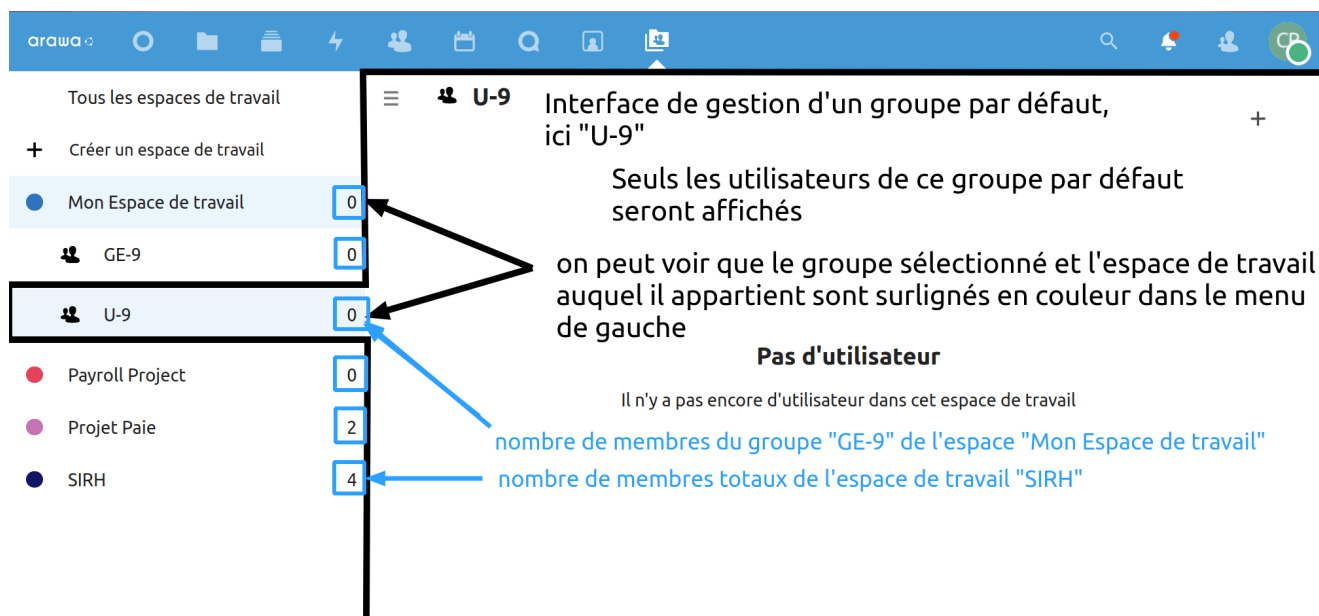 arawa
CB
Tous les espaces de travail
+ Créer un espace de travail
Mon Espace de travail 0
GE-9 0
U-9 0
Payroll Project 0
Projet Paie 2
SIRH 4
U-9
Interface de gestion d'un groupe par défaut,
ici "U-9"
+
Seuls les utilisateurs de ce groupe par défaut
seront affichés
on peut voir que le groupe sélectionné et l'espace de travail
auquel il appartient sont surlignés en couleur dans le menu
de gauche
Pas d'utilisateur
Il n'y a pas encore d'utilisateur dans cet espace de travail
nombre de membres du groupe "GE-9" de l'espace "Mon Espace de travail"
nombre de membres totaux de l'espace de travail "SIRH"